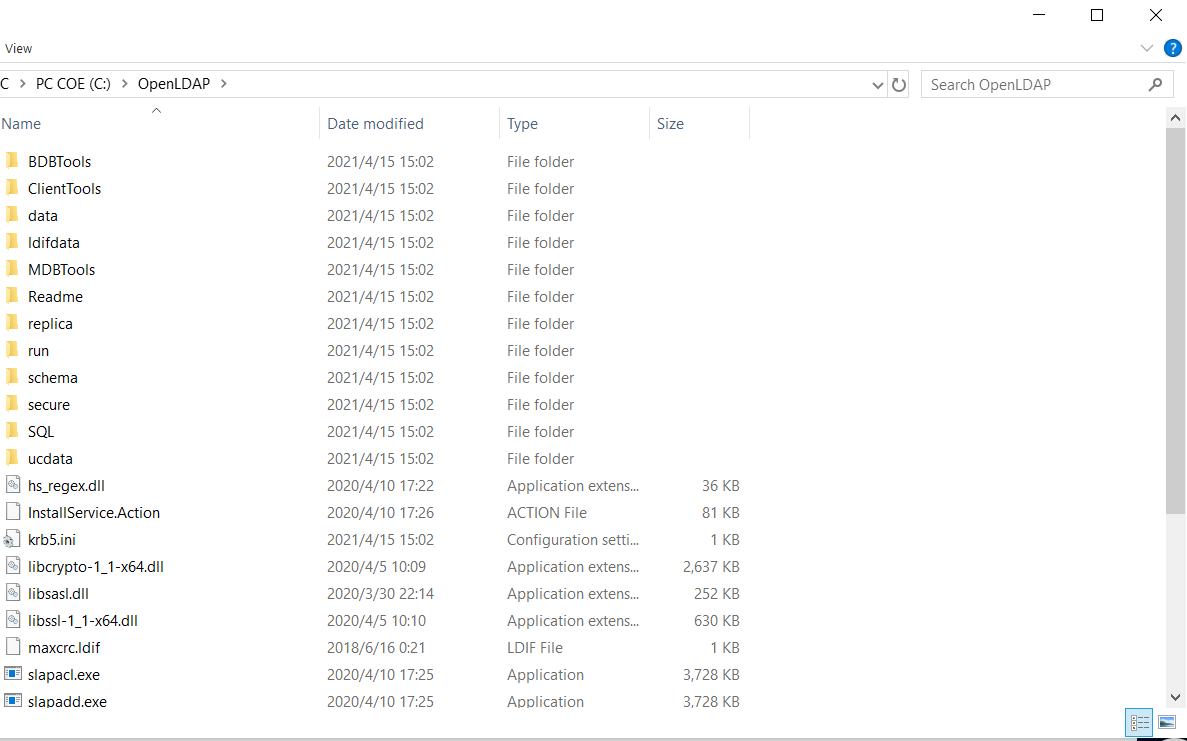 View
?
C > PC COE (C:) > OpenLDAP >
Search OpenLDAP
Name Date modified Type Size
BDBTools 2021/4/15 15:02 File folder
ClientTools 2021/4/15 15:02 File folder
data 2021/4/15 15:02 File folder
ldifdata 2021/4/15 15:02 File folder
MDBTools 2021/4/15 15:02 File folder
Readme 2021/4/15 15:02 File folder
replica 2021/4/15 15:02 File folder
run 2021/4/15 15:02 File folder
schema 2021/4/15 15:02 File folder
secure 2021/4/15 15:02 File folder
SQL 2021/4/15 15:02 File folder
ucdata 2021/4/15 15:02 File folder
hs_regex.dll 2020/4/10 17:22 Application extens... 36 KB
InstallService.Action 2020/4/10 17:26 ACTION File 81 KB
krb5.ini 2021/4/15 15:02 Configuration setti... 1 KB
libcrypto-1_1-x64.dll 2020/4/5 10:09 Application extens... 2,637 KB
libsasl.dll 2020/3/30 22:14 Application extens... 252 KB
libssl-1_1-x64.dll 2020/4/5 10:10 Application extens... 630 KB
maxcrc.ldif 2018/6/16 0:21 LDIF File 1 KB
slapacl.exe 2020/4/10 17:25 Application 3,728 KB
slapadd.exe 2020/4/10 17:25 Application 3,728 KB